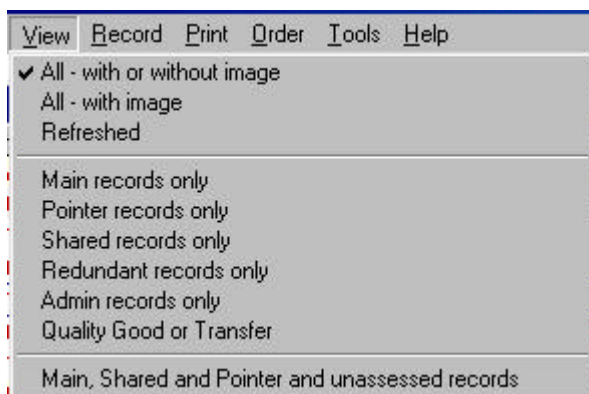 View Record Print Order Tools Help
All - with or without image
All - with image
Refreshed
Main records only
Pointer records only
Shared records only
Redundant records only
Admin records only
Quality Good or Transfer
Main, Shared and Pointer and unassessed records